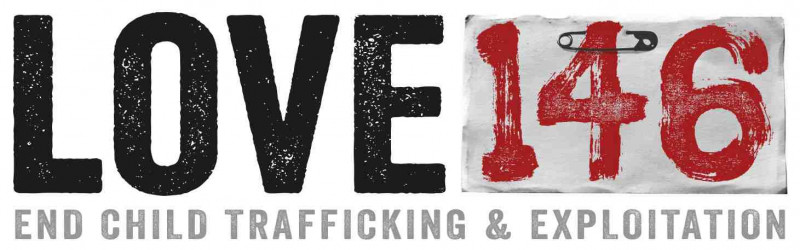 LOVE 146
END CHILD TRAFFICKING & EXPLOITATION